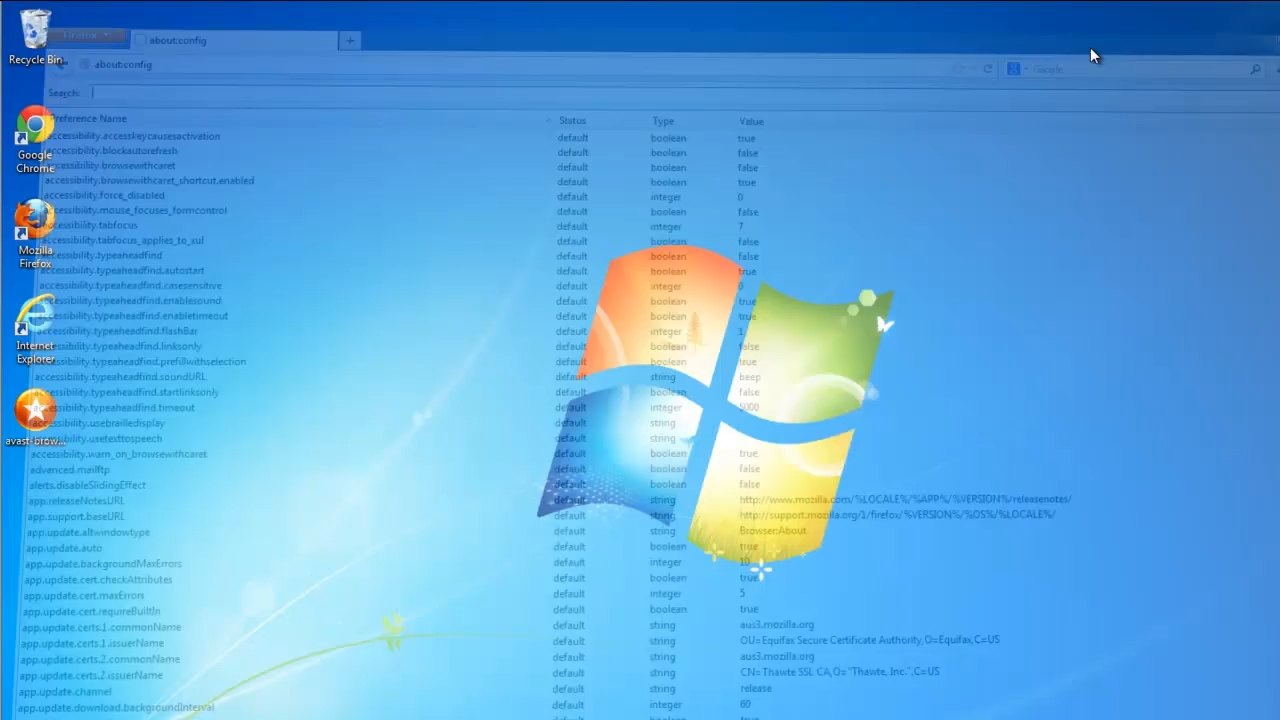 Recycle Bin
Google Chrome
Mozilla Firefox
Internet Explorer
avast-brow...
Firefox
about:config
about:config
Google
Search:
Preference Name Status Type Value
accessibility.accesskeycausesactivation default boolean true
accessibility.blockautorefresh default boolean false
accessibility.browsewithcaret default boolean false
accessibility.browsewithcaret_shortcut.enabled default boolean true
accessibility.force_disabled default integer 0
accessibility.mouse_focuses_formcontrol default boolean false
accessibility.tabfocus default integer 7
accessibility.tabfocus_applies_to_xul default boolean false
accessibility.typeaheadfind default boolean false
accessibility.typeaheadfind.autostart default boolean true
accessibility.typeaheadfind.casesensitive default integer 0
accessibility.typeaheadfind.enablesound default boolean true
accessibility.typeaheadfind.enabletimeout default boolean true
accessibility.typeaheadfind.flashBar default integer 1
accessibility.typeaheadfind.linksonly default boolean false
accessibility.typeaheadfind.prefillwithselection default boolean true
accessibility.typeaheadfind.soundURL default string beep
accessibility.typeaheadfind.startlinksonly default boolean false
accessibility.typeaheadfind.timeout default integer 5000
accessibility.usebrailledisplay default string
accessibility.usetexttospeech default string
accessibility.warn_on_browsewithcaret default boolean true
advanced.mailftp default boolean false
alerts.disableSlidingEffect default boolean false
app.releaseNotesURL default string http://www.mozilla.com/%LOCALE%/%APP%/%VERSION%/releasenotes/
app.support.baseURL default string http://support.mozilla.org/1/firefox/%VERSION%/%OS%/%LOCALE%/
app.update.altwindowtype default string Browser:About
app.update.auto default boolean true
app.update.backgroundMaxErrors default integer 10
app.update.cert.checkAttributes default boolean true
app.update.cert.maxErrors default integer 5
app.update.cert.requireBuiltIn default boolean true
app.update.certs.1.commonName default string aus3.mozilla.org
app.update.certs.1.issuerName default string OU=Equifax Secure Certificate Authority,O=Equifax,C=US
app.update.certs.2.commonName default string aus3.mozilla.org
app.update.certs.2.issuerName default string CN=Thawte SSL CA,O= "Thawte, Inc.",C=US
app.update.channel default string release
app.update.download.backgroundInterval default integer 60